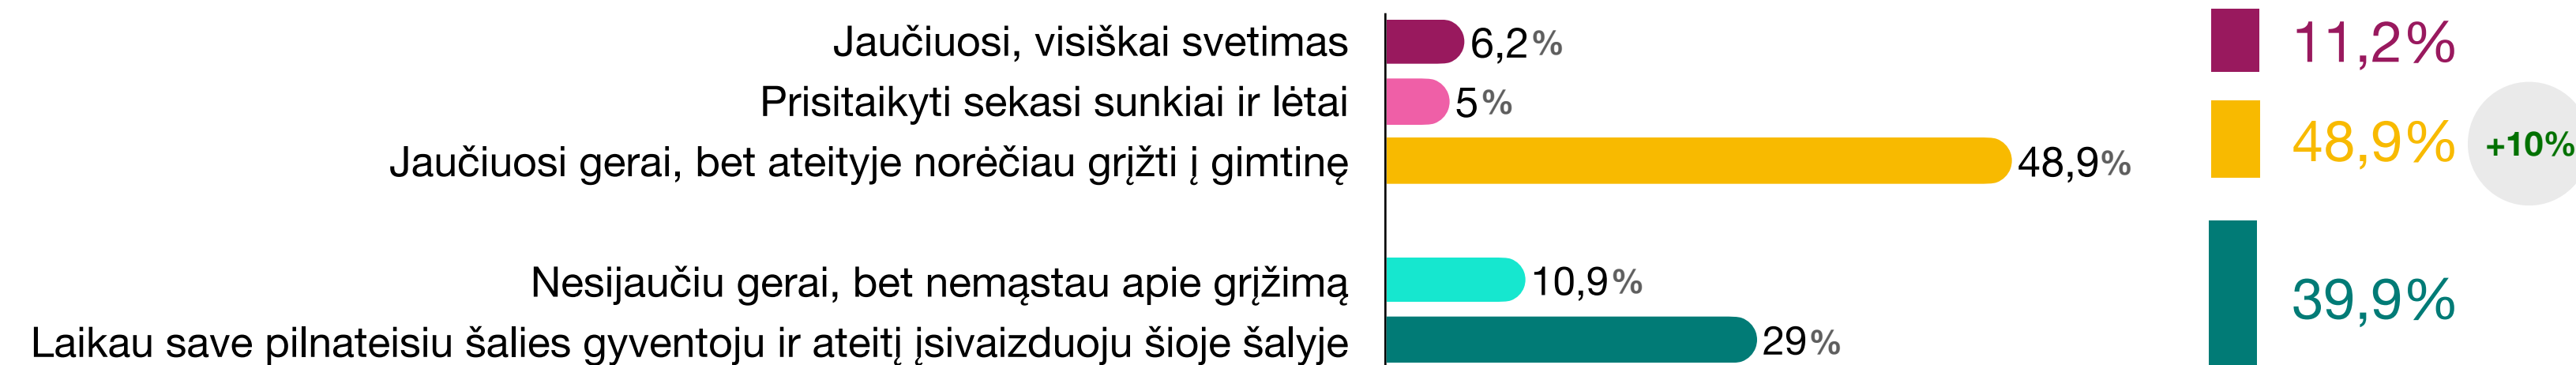 Jaučiuosi, visiškai svetimas 6,2% 11,2%
Prisitaikyti sekasi sunkiai ir lėtai 5%
Jaučiuosi gerai, bet ateityje norėčiau grįžti į gimtinę 48,9% 48,9% +10%
Nesijaučiu gerai, bet nemąstau apie grįžimą 10,9% 39,9%
Laikau save pilnateisiu šalies gyventoju ir ateitį įsivaizduoju šioje šalyje 29%